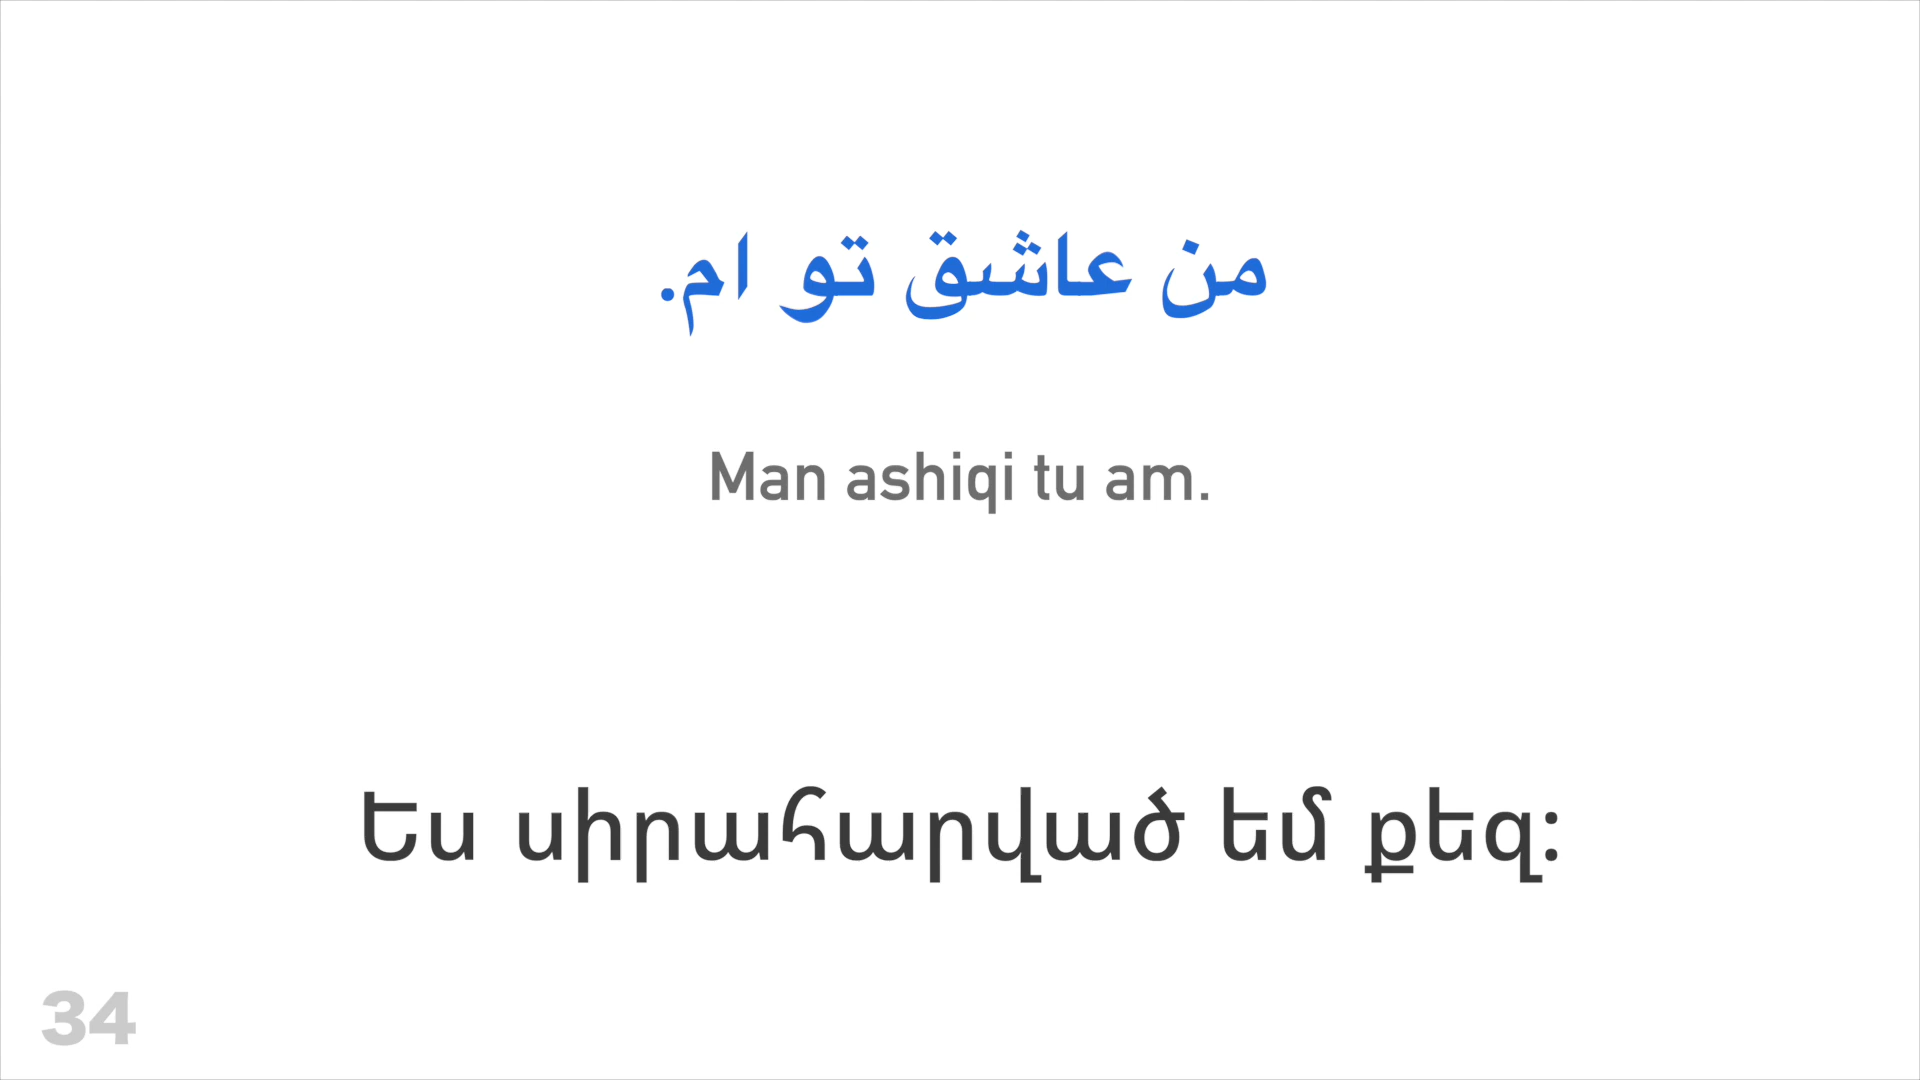 من عاشق تو ام.
Man ashiqi tu am.
Ես սիրահարված եմ քեզ:
34